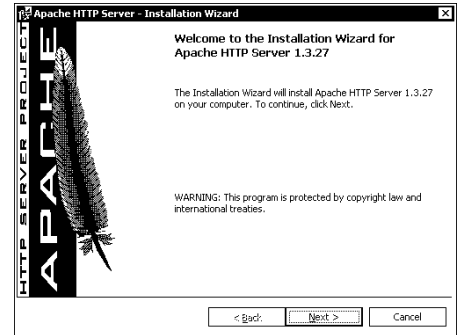 Apache HTTP Server - Installation Wizard
HTTP SERVER PROJECT
APACHE
Welcome to the Installation Wizard for
Apache HTTP Server 1.3.27
The Installation Wizard will install Apache HTTP Server 1.3.27
on your computer. To continue, click Next.
WARNING: This program is protected by copyright law and
international treaties.
< Back
Next >
Cancel